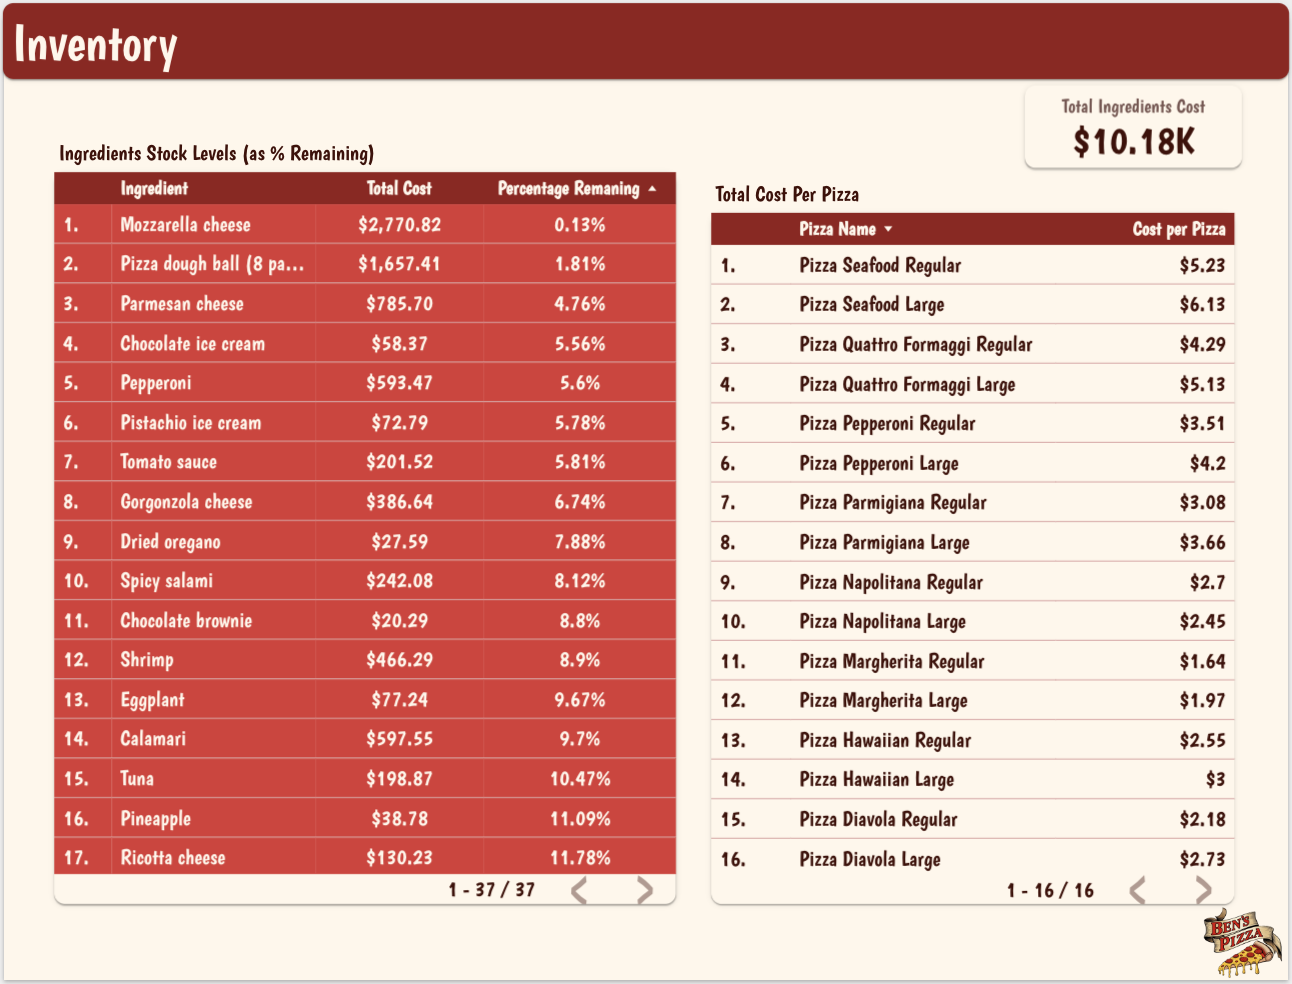 Inventory
Total Ingredients Cost
$10.18K
Ingredients Stock Levels (as % Remaining)
Ingredient Total Cost Percentage Remaning
1. Mozzarella cheese $2,770.82 0.13%
2. Pizza dough ball (8 pa... $1,657.41 1.81%
3. Parmesan cheese $785.70 4.76%
4. Chocolate ice cream $58.37 5.56%
5. Pepperoni $593.47 5.6%
6. Pistachio ice cream $72.79 5.78%
7. Tomato sauce $201.52 5.81%
8. Gorgonzola cheese $386.64 6.74%
9. Dried oregano $27.59 7.88%
10. Spicy salami $242.08 8.12%
11. Chocolate brownie $20.29 8.8%
12. Shrimp $466.29 8.9%
13. Eggplant $77.24 9.67%
14. Calamari $597.55 9.7%
15. Tuna $198.87 10.47%
16. Pineapple $38.78 11.09%
17. Ricotta cheese $130.23 11.78%
1 - 37 / 37
Total Cost Per Pizza
Pizza Name Cost per Pizza
1. Pizza Seafood Regular $5.23
2. Pizza Seafood Large $6.13
3. Pizza Quattro Formaggi Regular $4.29
4. Pizza Quattro Formaggi Large $5.13
5. Pizza Pepperoni Regular $3.51
6. Pizza Pepperoni Large $4.2
7. Pizza Parmigiana Regular $3.08
8. Pizza Parmigiana Large $3.66
9. Pizza Napolitana Regular $2.7
10. Pizza Napolitana Large $2.45
11. Pizza Margherita Regular $1.64
12. Pizza Margherita Large $1.97
13. Pizza Hawaiian Regular $2.55
14. Pizza Hawaiian Large $3
15. Pizza Diavola Regular $2.18
16. Pizza Diavola Large $2.73
1 - 16 / 16
BEN'S
PIZZA